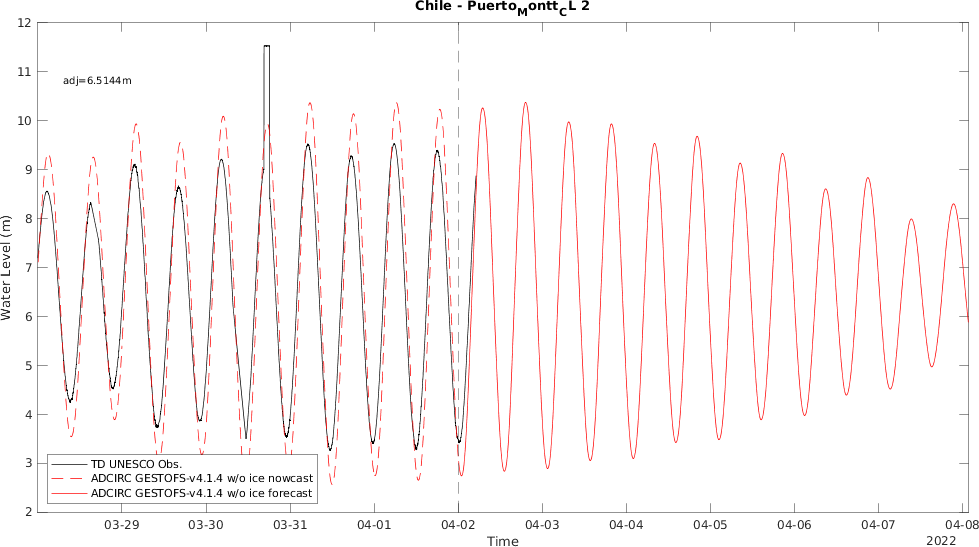 Chile - PuertoMonttCL 2
12
11
10
9
8
7
6
5
4
3
2
Water Level (m)
adj=6.5144m
TD UNESCO Obs.
ADCIRC GESTOFS-v4.1.4 w/o ice nowcast
ADCIRC GESTOFS-v4.1.4 w/o ice forecast
03-29 03-30 03-31 04-01 04-02 04-03 04-04 04-05 04-06 04-07 04-08
Time
2022